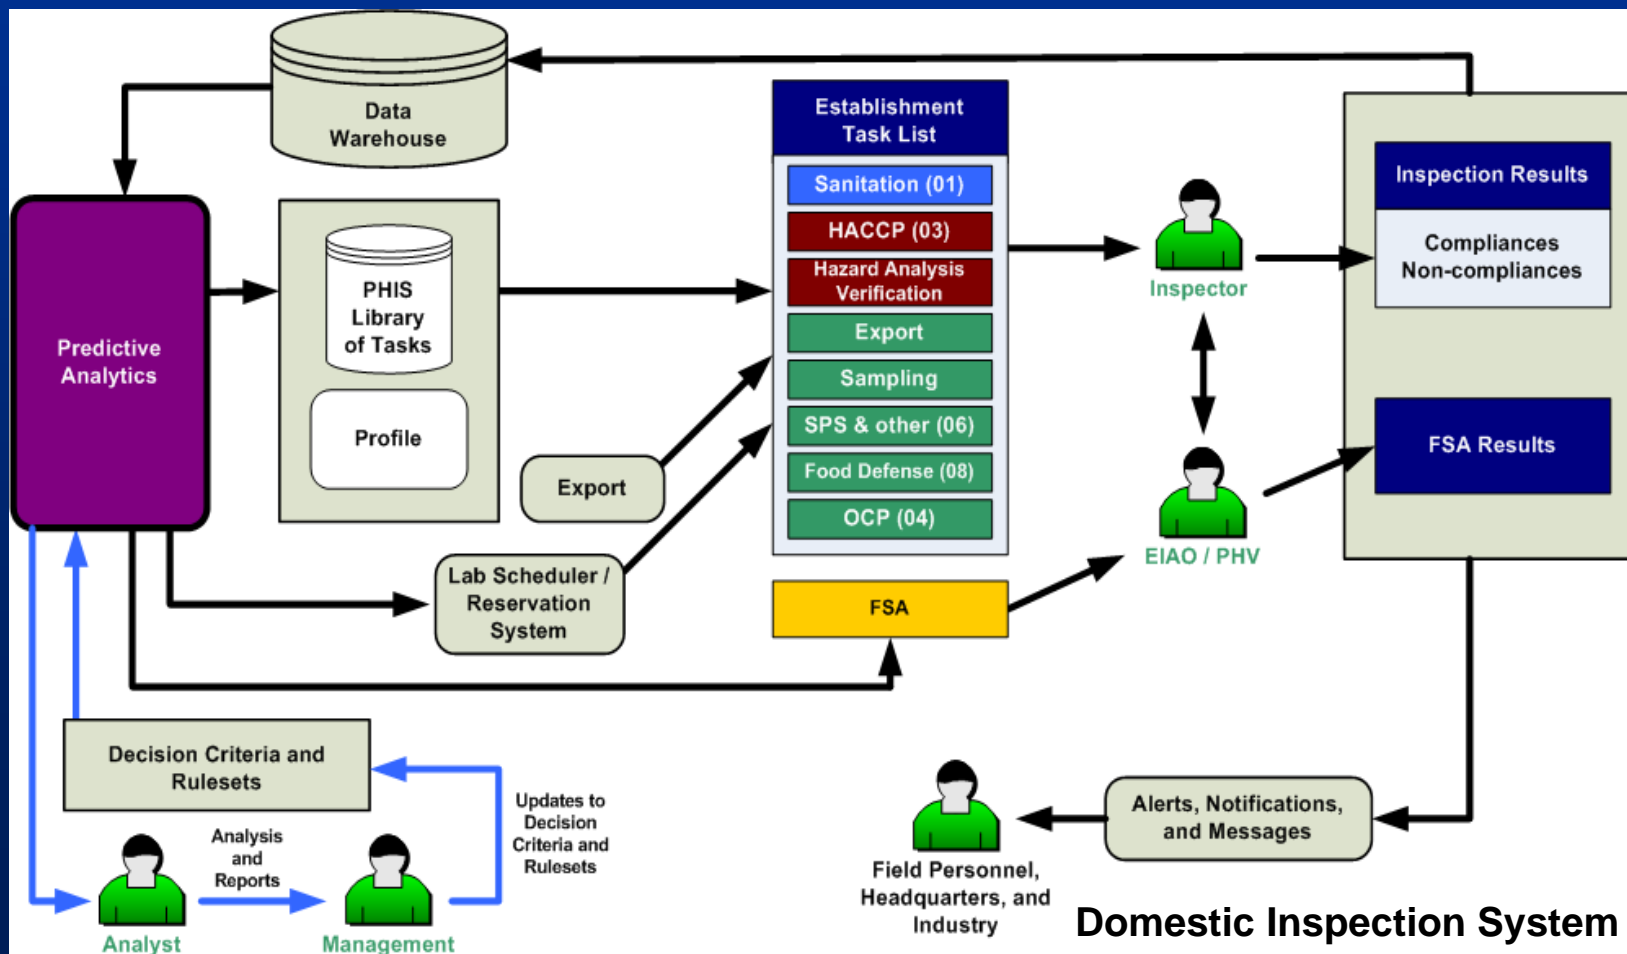 Data
Warehouse
Establishment
Task List
Sanitation (01)
HACCP (03)
Hazard Analysis
Verification
Export
Sampling
SPS & other (06)
Food Defense (08)
OCP (04)
Inspection Results
Compliances
Non-compliances
Inspector
PHIS
Library
of Tasks
Profile
Predictive
Analytics
Export
FSA Results
EIAO / PHV
Lab Scheduler /
Reservation
System
FSA
Decision Criteria and
Rulesets
Updates to
Decision
Criteria and
Rulesets
Analysis
and
Reports
Analyst
Management
Alerts, Notifications,
and Messages
Field Personnel,
Headquarters, and
Industry
Domestic Inspection System